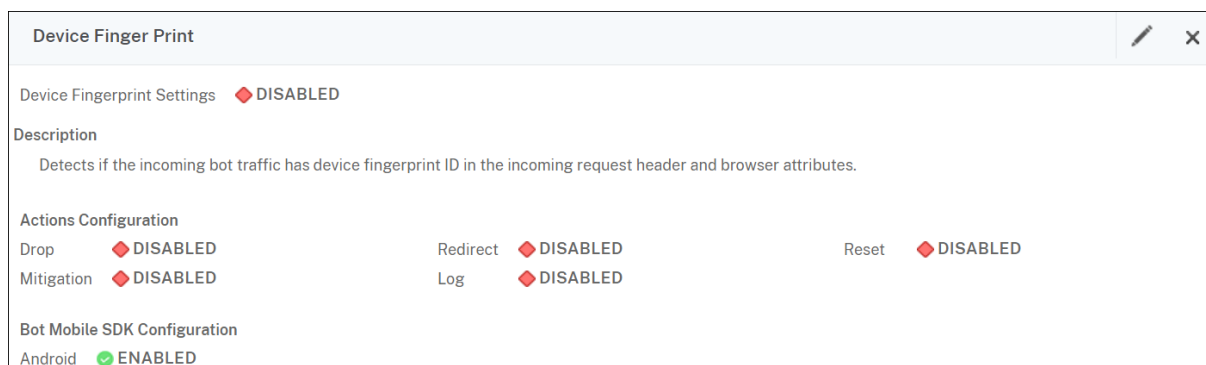 Device Finger Print
Device Fingerprint Settings DISABLED
Description
Detects if the incoming bot traffic has device fingerprint ID in the incoming request header and browser attributes.
Actions Configuration
Drop DISABLED Redirect DISABLED Reset DISABLED
Mitigation DISABLED Log DISABLED
Bot Mobile SDK Configuration
Android ENABLED